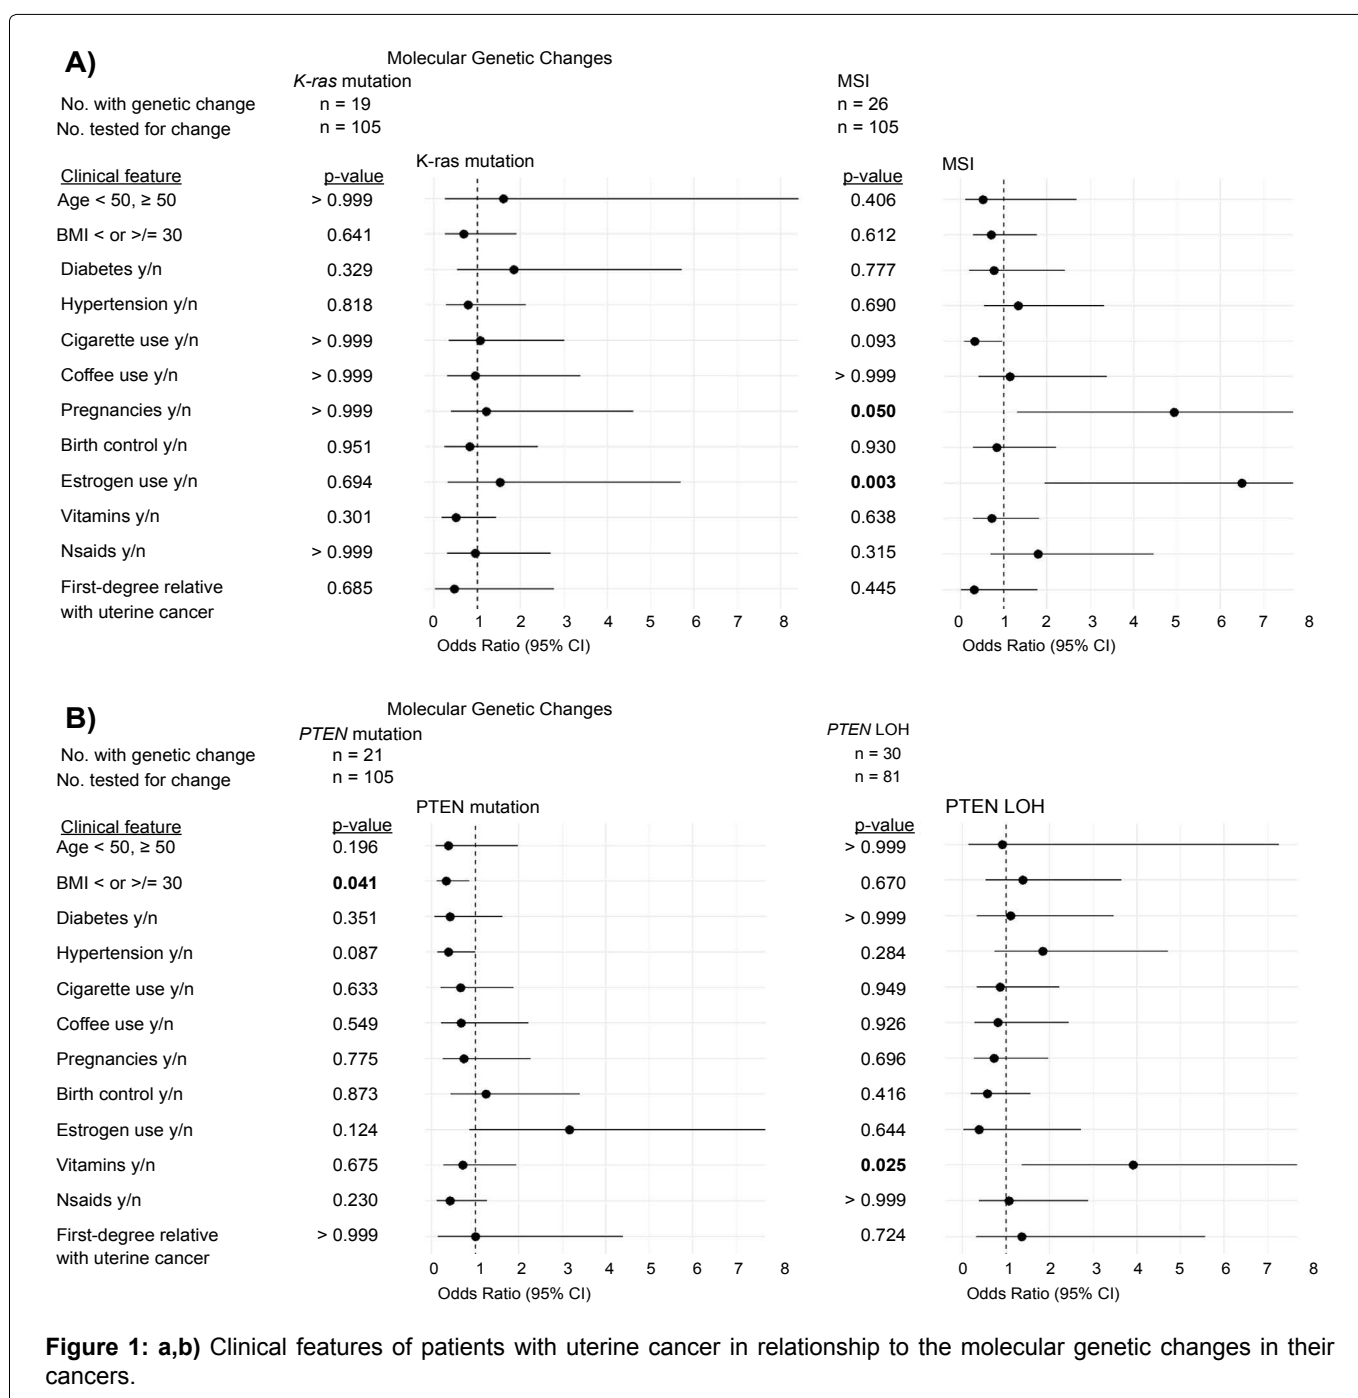 A)
Molecular Genetic Changes
K-ras mutation MSI
No. with genetic change n = 19 n = 26
No. tested for change n = 105 n = 105
K-ras mutation MSI
Clinical feature p-value p-value
Age < 50, ≥ 50 > 0.999 0.406
BMI < or >/= 30 0.641 0.612
Diabetes y/n 0.329 0.777
Hypertension y/n 0.818 0.690
Cigarette use y/n > 0.999 0.093
Coffee use y/n > 0.999 > 0.999
Pregnancies y/n > 0.999 0.050
Birth control y/n 0.951 0.930
Estrogen use y/n 0.694 0.003
Vitamins y/n 0.301 0.638
Nsaids y/n > 0.999 0.315
First-degree relative 0.685 0.445
with uterine cancer
0 1 2 3 4 5 6 7 8 0 1 2 3 4 5 6 7 8
Odds Ratio (95% CI) Odds Ratio (95% CI)
B)
Molecular Genetic Changes
PTEN mutation PTEN LOH
No. with genetic change n = 21 n = 30
No. tested for change n = 105 n = 81
PTEN mutation PTEN LOH
Clinical feature p-value p-value
Age < 50, ≥ 50 0.196 > 0.999
BMI < or >/= 30 0.041 0.670
Diabetes y/n 0.351 > 0.999
Hypertension y/n 0.087 0.284
Cigarette use y/n 0.633 0.949
Coffee use y/n 0.549 0.926
Pregnancies y/n 0.775 0.696
Birth control y/n 0.873 0.416
Estrogen use y/n 0.124 0.644
Vitamins y/n 0.675 0.025
Nsaids y/n 0.230 > 0.999
First-degree relative > 0.999 0.724
with uterine cancer
0 1 2 3 4 5 6 7 8 0 1 2 3 4 5 6 7 8
Odds Ratio (95% CI) Odds Ratio (95% CI)
Figure 1: a,b) Clinical features of patients with uterine cancer in relationship to the molecular genetic changes in their
cancers.